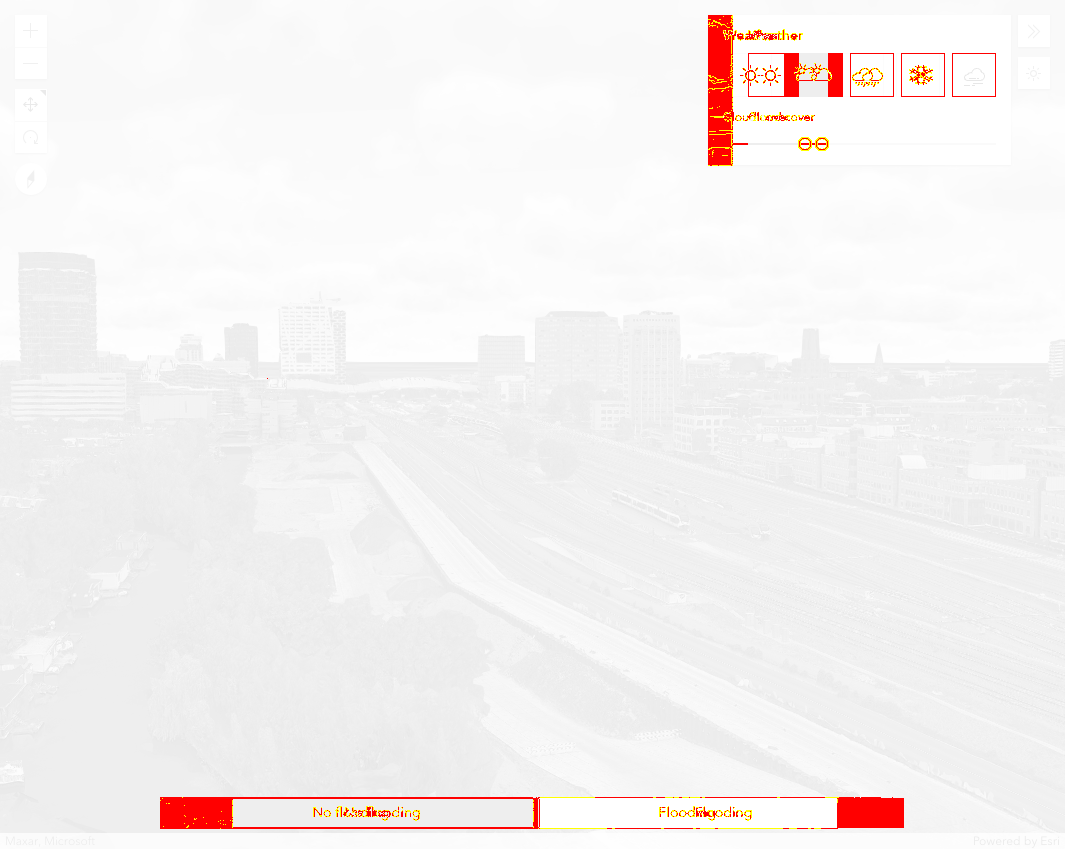 Weather
Cloud cover
No flooding
Flooding
Maxar, Microsoft
Powered by Esri